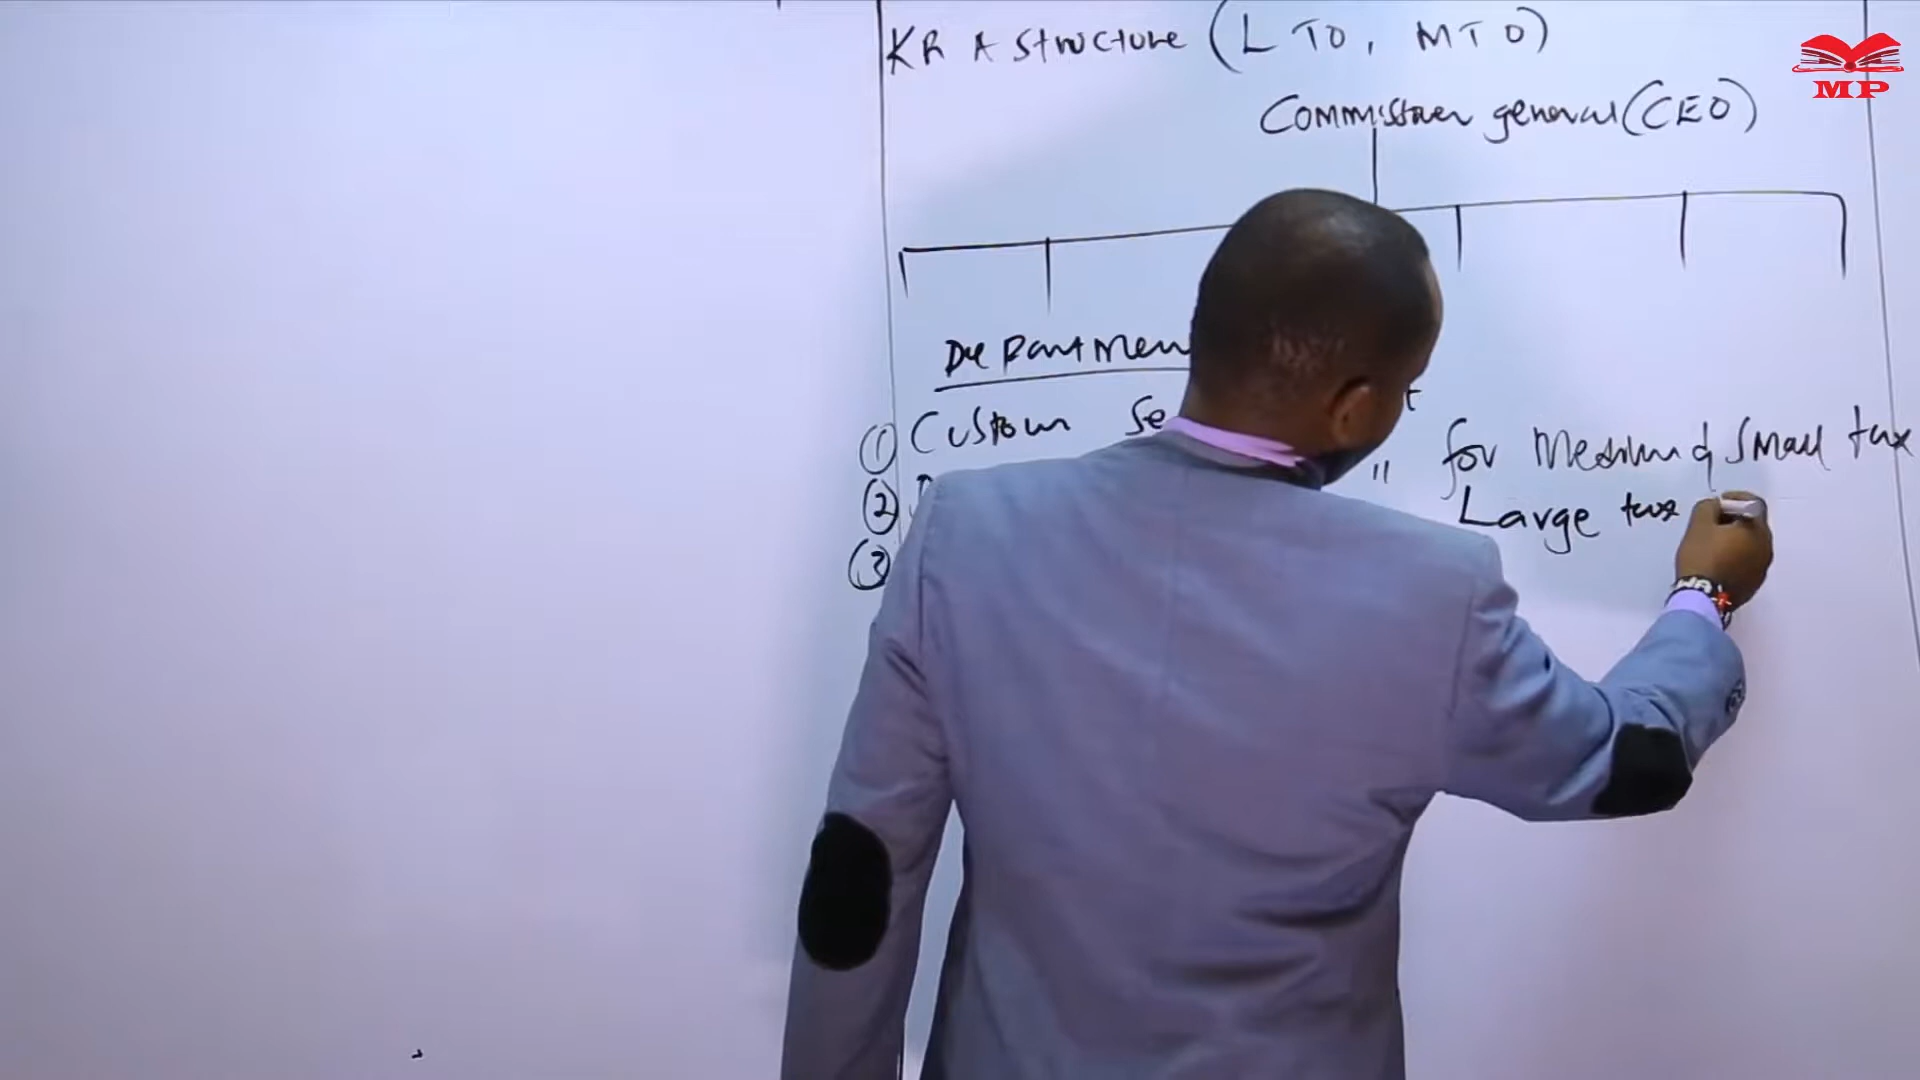 KRA Structure (LTO, MTO)
MP
Commissioner general (CEO)
Departmen
① Custom Se
② " for Medium & Small tax
③ Large tax